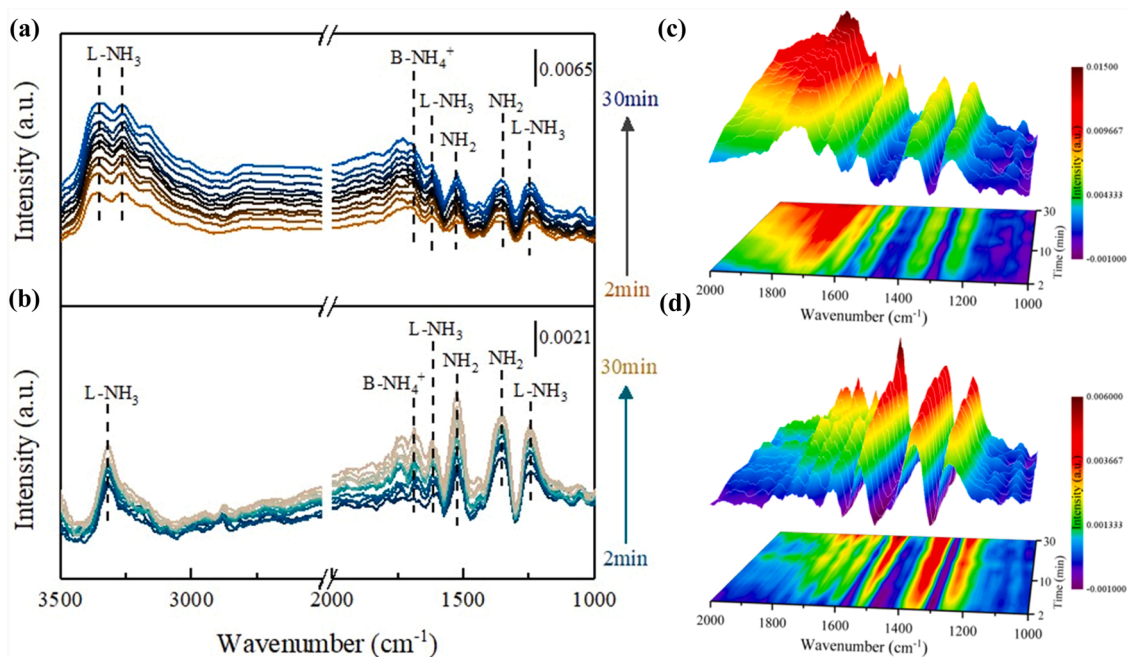 (a)
L-NH3
B-NH4+
L-NH3
NH2
NH2
L-NH3
0.0065
30min
2min
Intensity (a.u.)
(b)
L-NH3
B-NH4+
L-NH3
NH2
NH2
L-NH3
0.0021
30min
2min
Intensity (a.u.)
3500
3000
2000
1500
1000
Wavenumber (cm-1)
(c)
0.01500
0.009667
0.004333
-0.001000
Intensity (a.u.)
30
10
2
Time (min)
2000
1800
1600
1400
1200
1000
Wavenumber (cm-1)
(d)
0.006000
0.003667
0.001333
-0.001000
Intensity (a.u.)
30
10
2
Time (min)
2000
1800
1600
1400
1200
1000
Wavenumber (cm-1)